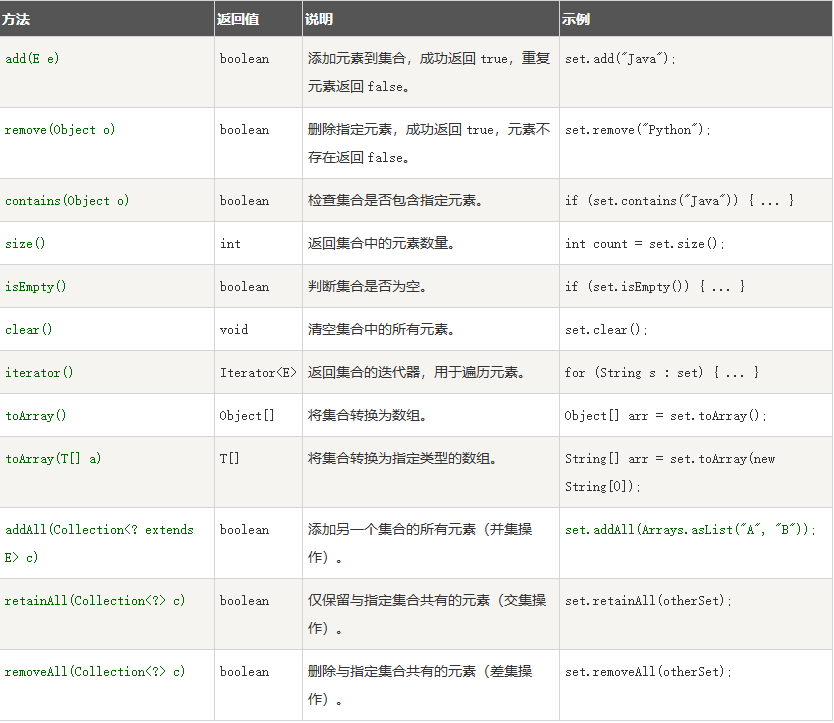 方法 返回值 说明 示例
add(E e) boolean 添加元素到集合，成功返回 true，重复 set.add("Java");
元素返回 false。
remove(Object o) boolean 删除指定元素，成功返回 true，元素不 set.remove("Python");
存在返回 false。
contains(Object o) boolean 检查集合是否包含指定元素。 if (set.contains("Java")) { ... }
size() int 返回集合中的元素数量。 int count = set.size();
isEmpty() boolean 判断集合是否为空。 if (set.isEmpty()) { ... }
clear() void 清空集合中的所有元素。 set.clear();
iterator() Iterator<E> 返回集合的迭代器，用于遍历元素。 for (String s : set) { ... }
toArray() Object[] 将集合转换为数组。 Object[] arr = set.toArray();
toArray(T[] a) T[] 将集合转换为指定类型的数组。 String[] arr = set.toArray(new
String[0]);
addAll(Collection<? extends boolean 添加另一个集合的所有元素（并集操 set.addAll(Arrays.asList("A", "B"));
E> c) 作）。
retainAll(Collection<?> c) boolean 仅保留与指定集合共有的元素（交集操 set.retainAll(otherSet);
作）。
removeAll(Collection<?> c) boolean 删除与指定集合共有的元素（差集操 set.removeAll(otherSet);
作）。